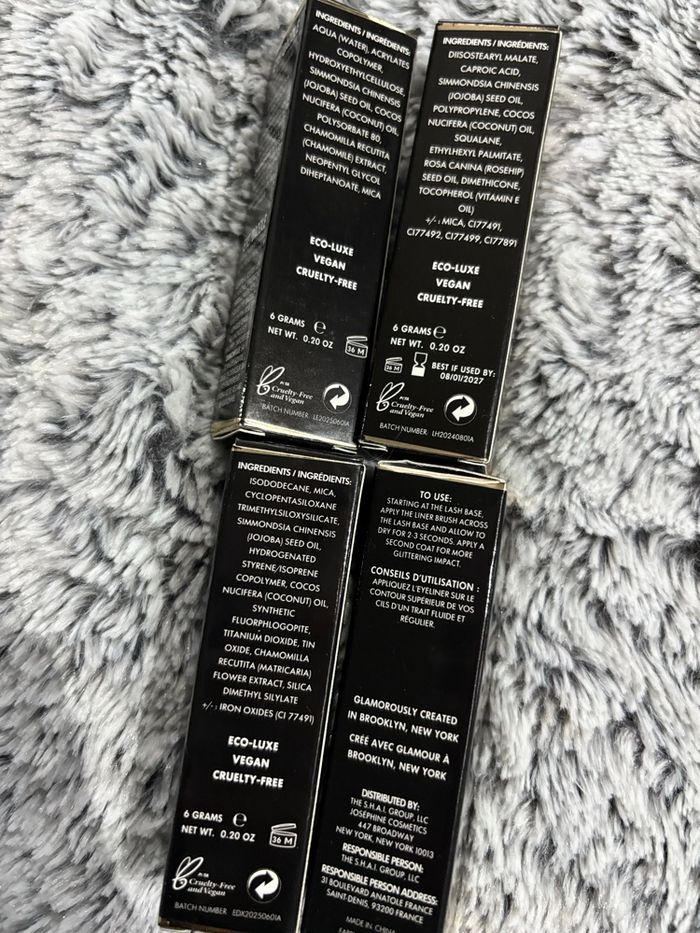 INGREDIENTS / INGRÉDIENTS:
AQUA (WATER), ACRYLATES
COPOLYMER,
HYDROXYETHYLCELLULOSE,
SIMMONDSIA CHINENSIS
(JOJOBA) SEED OIL, COCOS
NUCIFERA (COCONUT) OIL,
POLYSORBATE 80,
CHAMOMILLA RECUTITA
(CHAMOMILE) EXTRACT,
NEOPENTYL GLYCOL
DIHEPTANOATE, MICA
ECO-LUXE
VEGAN
CRUELTY-FREE
6 GRAMS e
NET WT. 0.20 OZ
36 M
PETA
Cruelty-Free
and Vegan
BATCH NUMBER LE20250601A
INGREDIENTS / INGRÉDIENTS:
DIISOSTEARYL MALATE,
CAPROIC ACID,
SIMMONDSIA CHINENSIS
(JOJOBA) SEED OIL,
POLYPROPYLENE, COCOS
NUCIFERA (COCONUT) OIL,
SQUALANE,
ETHYLHEXYL PALMITATE,
ROSA CANINA (ROSEHIP)
SEED OIL, DIMETHICONE,
TOCOPHEROL (VITAMIN E
OIL)
+/- : MICA, CI77491,
CI77492, CI77499, CI77891
ECO-LUXE
VEGAN
CRUELTY-FREE
6 GRAMS e
NET WT. 0.20 OZ
36 M
BEST IF USED BY:
08/01/2027
PETA
Cruelty-Free
and Vegan
BATCH NUMBER LH20240801A
INGREDIENTS / INGRÉDIENTS:
ISODODECANE, MICA,
CYCLOPENTASILOXANE
TRIMETHYLSILOXYSILICATE,
SIMMONDSIA CHINENSIS
(JOJOBA) SEED OIL,
HYDROGENATED
STYRENE/ISOPRENE
COPOLYMER, COCOS
NUCIFERA (COCONUT) OIL,
SYNTHETIC
FLUORPHLOGOPITE,
TITANIUM DIOXIDE, TIN
OXIDE, CHAMOMILLA
RECUTITA (MATRICARIA)
FLOWER EXTRACT, SILICA
DIMETHYL SILYLATE
+/- : IRON OXIDES (CI 77491)
ECO-LUXE
VEGAN
CRUELTY-FREE
6 GRAMS e
NET WT. 0.20 OZ
36 M
PETA
Cruelty-Free
and Vegan
BATCH NUMBER EDX20250601A
TO USE:
STARTING AT THE LASH BASE.
APPLY THE LINER BRUSH ACROSS
THE LASH BASE AND ALLOW TO
DRY FOR 2-3 SECONDS. APPLY A
SECOND COAT FOR MORE
GLITTERING IMPACT.
CONSEILS D'UTILISATION :
APPLIQUEZ L'EYELINER SUR LE
CONTOUR SUPÉRIEUR DE VOS
CILS D'UN TRAIT FLUIDE ET
RÉGULIER.
GLAMOROUSLY CREATED
IN BROOKLYN, NEW YORK
CRÉÉ AVEC GLAMOUR À
BROOKLYN, NEW YORK
DISTRIBUTED BY:
THE S.H.A.I. GROUP, LLC
JOSEPHINE COSMETICS
447 BROADWAY
NEW YORK, NEW YORK 10013
RESPONSIBLE PERSON:
THE S.H.A.I. GROUP, LLC
RESPONSIBLE PERSON ADDRESS:
31 BOULEVARD ANATOLE FRANCE
SAINT-DENIS, 93200 FRANCE
MADE IN CHINA